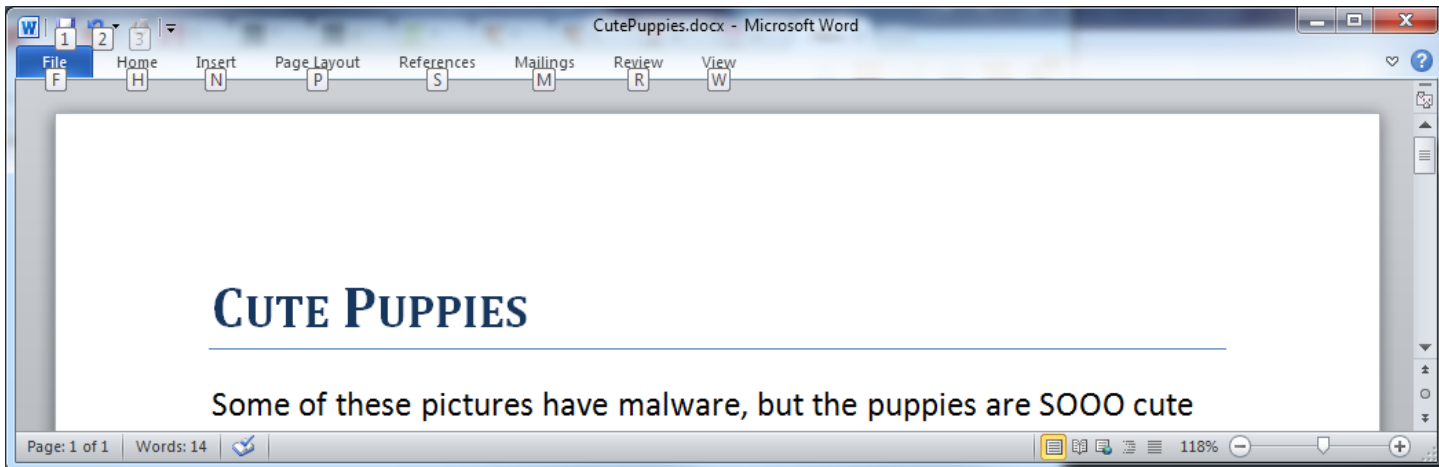 CutePuppies.docx - Microsoft Word
1 2 3
File Home Insert Page Layout References Mailings Review View
F H N P S M R W
CUTE PUPPIES
Some of these pictures have malware, but the puppies are SOOO cute
Page: 1 of 1 Words: 14 118%